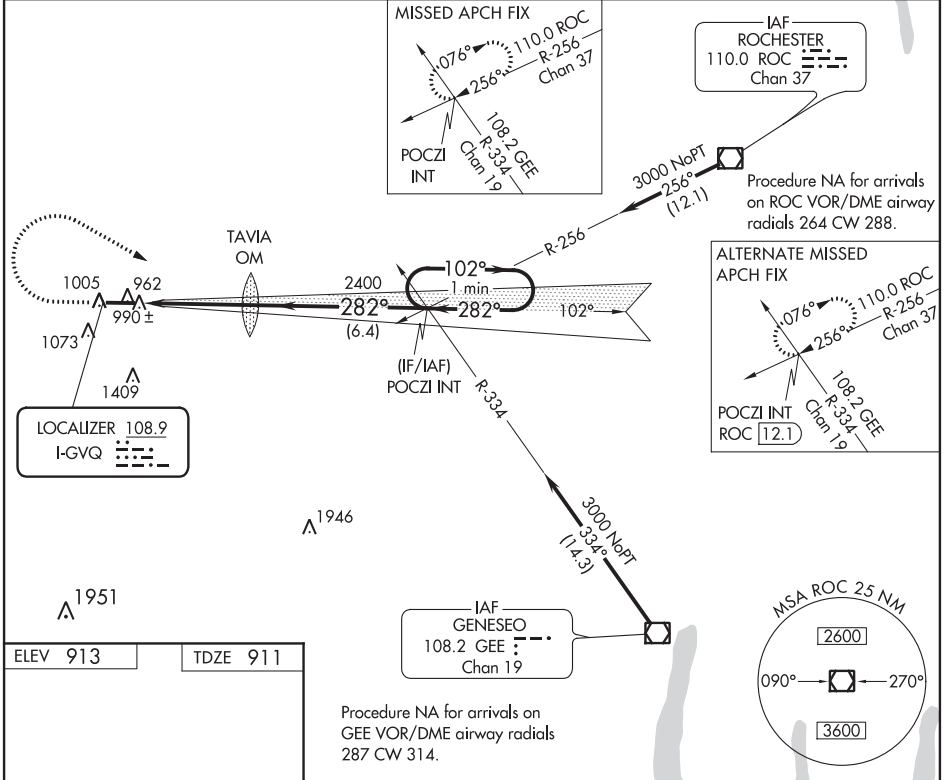 MISSED APCH FIX
110.0 ROC
R-256
Chan 37
076°
256°
108.2 GEE
R-334
Chan 19
POCZI
INT
IAF
ROCHESTER
110.0 ROC
Chan 37
3000 NoPT
256°
(12.1)
R-256
Procedure NA for arrivals
on ROC VOR/DME airway
radials 264 CW 288.
TAVIA
OM
2400
102°
1 min
282°
282°
102°
(6.4)
(IF/IAF)
POCZI INT
R-334
1005
962
990 ±
1073
1409
LOCALIZER 108.9
I-GVQ
ALTERNATE MISSED
APCH FIX
110.0 ROC
R-256
Chan 37
076°
256°
108.2 GEE
R-334
Chan 19
POCZI INT
ROC 12.1
3000 NoPT
334°
(14.3)
1946
1951
IAF
GENESEO
108.2 GEE
Chan 19
MSA ROC 25 NM
2600
090°
270°
3600
ELEV 913
TDZE 911
Procedure NA for arrivals on
GEE VOR/DME airway radials
287 CW 314.